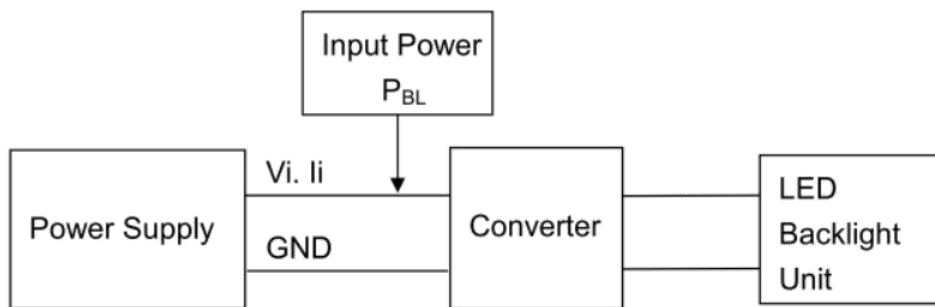 Input Power
PBL
Vi. Ii
Power Supply
GND
Converter
LED
Backlight
Unit